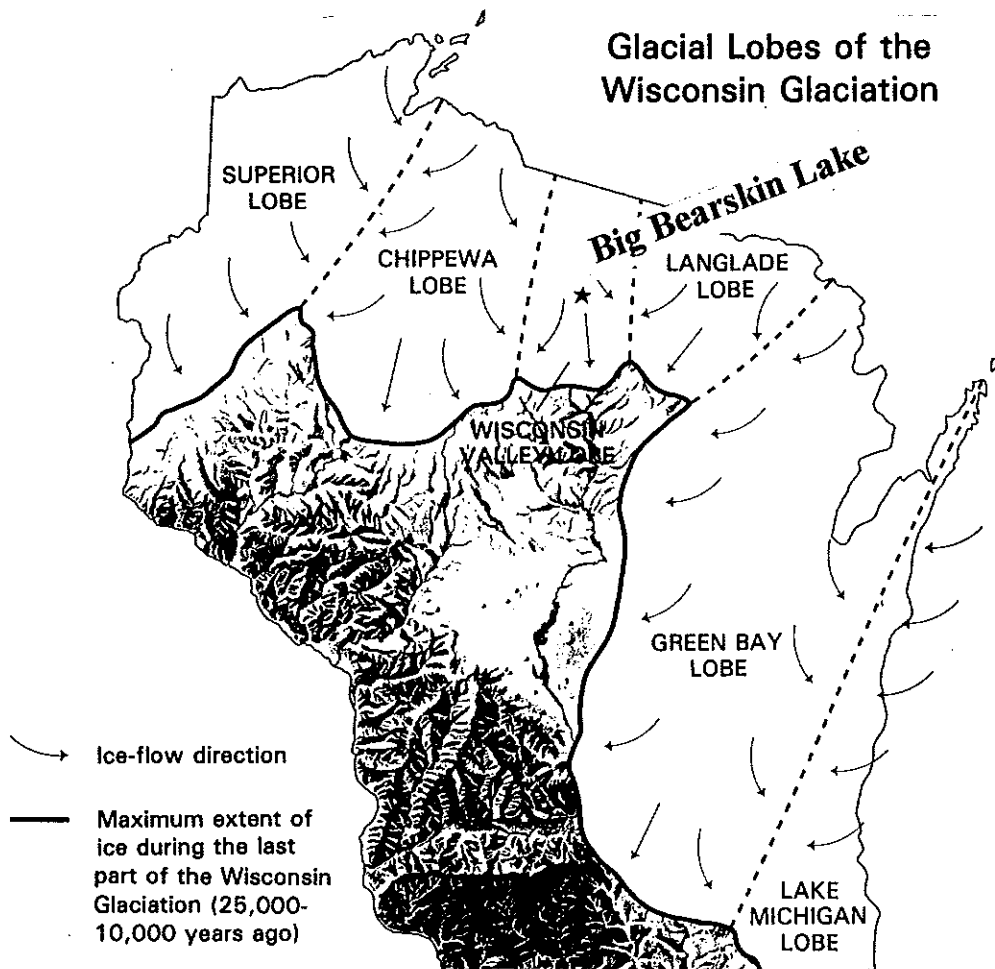 Glacial Lobes of the
Wisconsin Glaciation
Big Bearskin Lake
SUPERIOR
LOBE
CHIPPEWA
LOBE
LANGLADE
LOBE
WISCONSIN
VALLEY LOBE
GREEN BAY
LOBE
Ice-flow direction
Maximum extent of
ice during the last
part of the Wisconsin
Glaciation (25,000-
10,000 years ago)
LAKE
MICHIGAN
LOBE